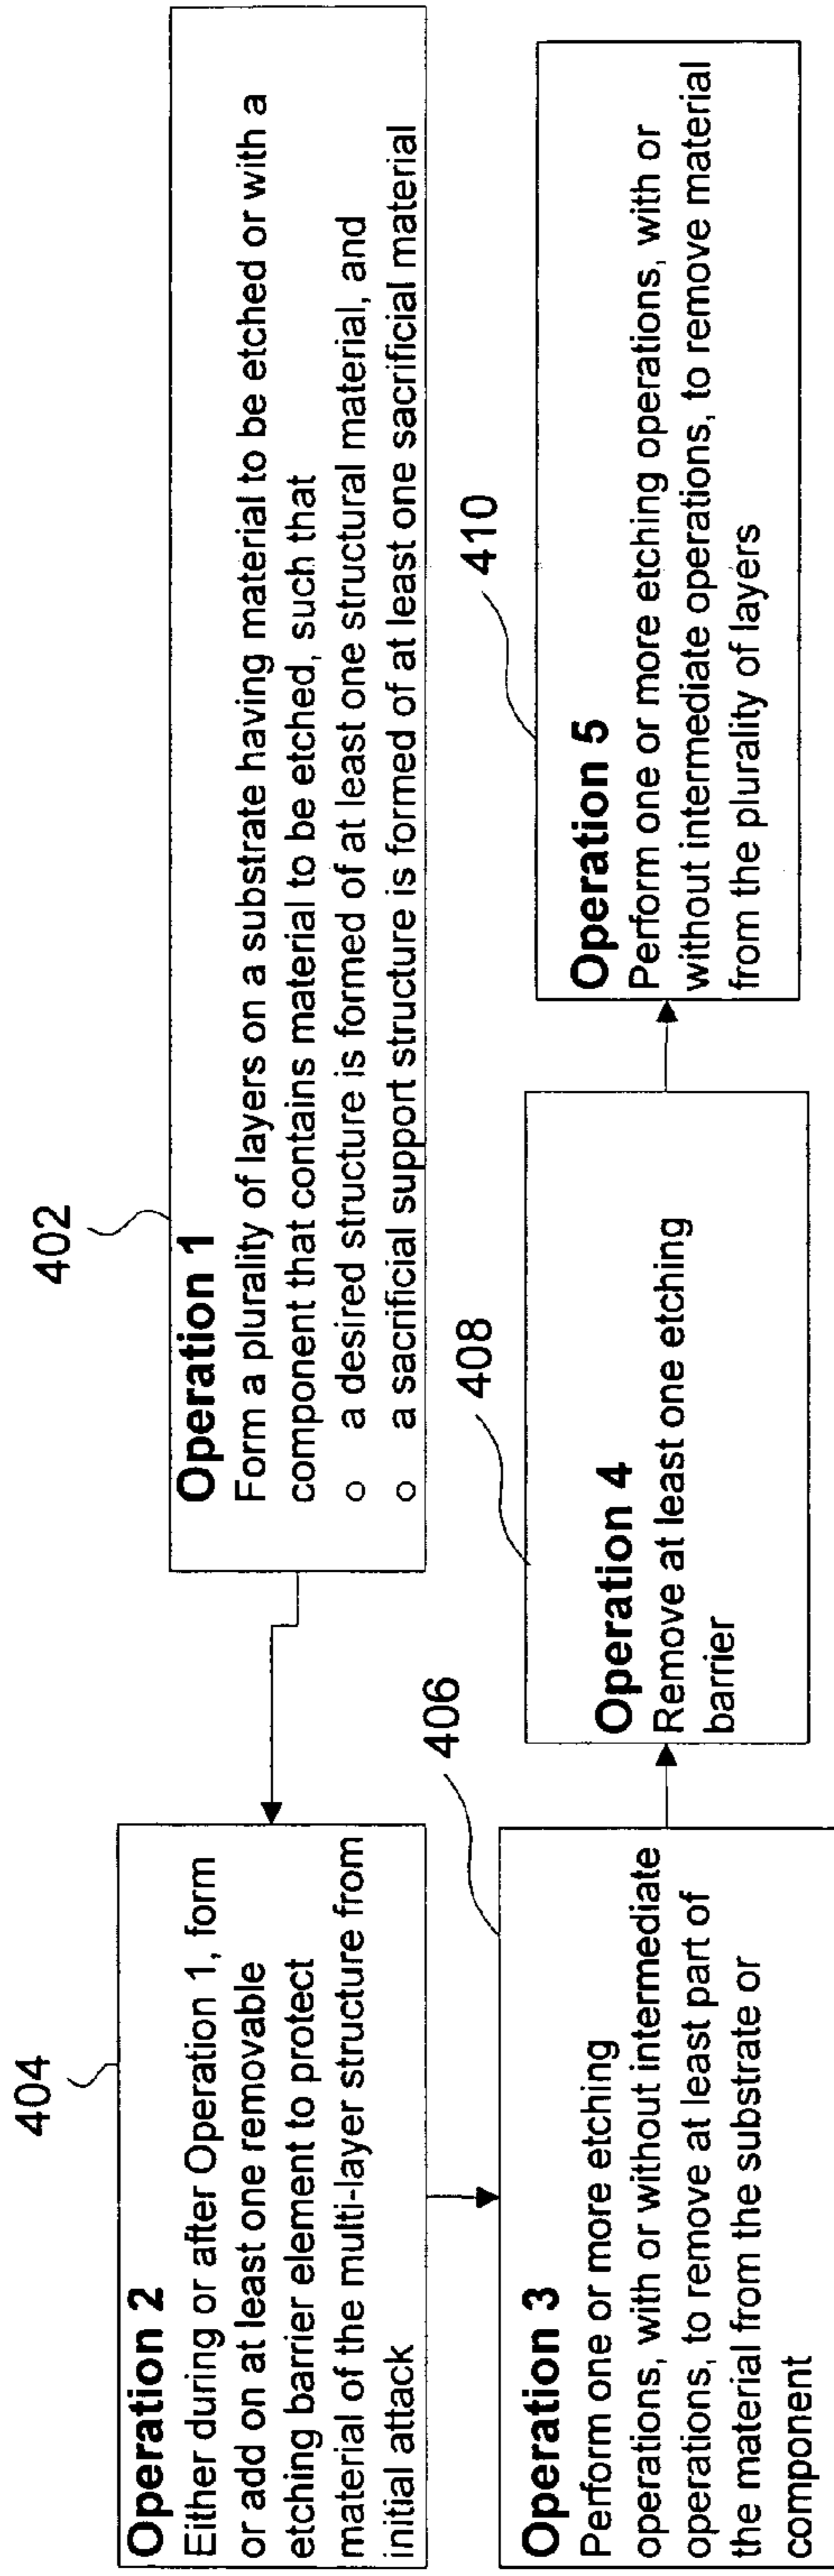 402
Operation 1
Form a plurality of layers on a substrate having material to be etched or with a
component that contains material to be etched, such that
o a desired structure is formed of at least one structural material, and
o a sacrificial support structure is formed of at least one sacrificial material
404
Operation 2
Either during or after Operation 1, form
or add on at least one removable
etching barrier element to protect
material of the multi-layer structure from
initial attack
406
Operation 3
Perform one or more etching
operations, with or without intermediate
operations, to remove at least part of
the material from the substrate or
component
408
Operation 4
Remove at least one etching
barrier
410
Operation 5
Perform one or more etching operations, with or
without intermediate operations, to remove material
from the plurality of layers